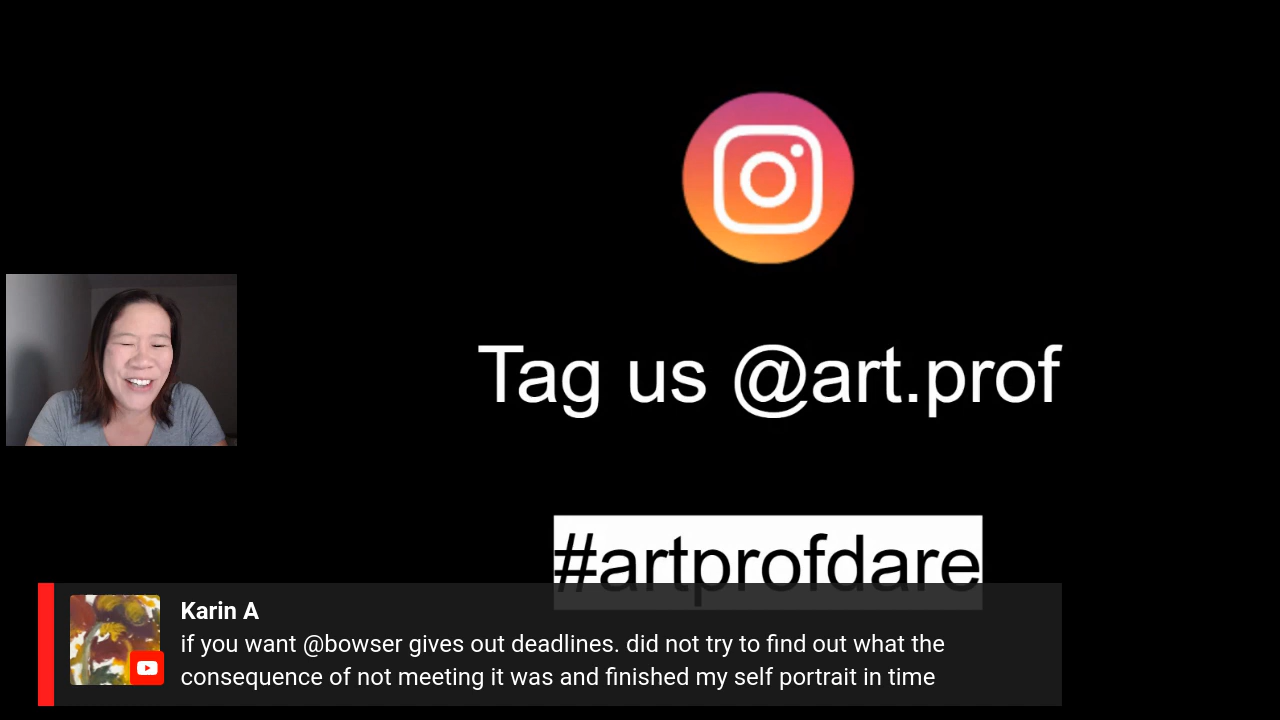 Tag us @art.prof
#artprofdare
Karin A
if you want @bowser gives out deadlines. did not try to find out what the
consequence of not meeting it was and finished my self portrait in time